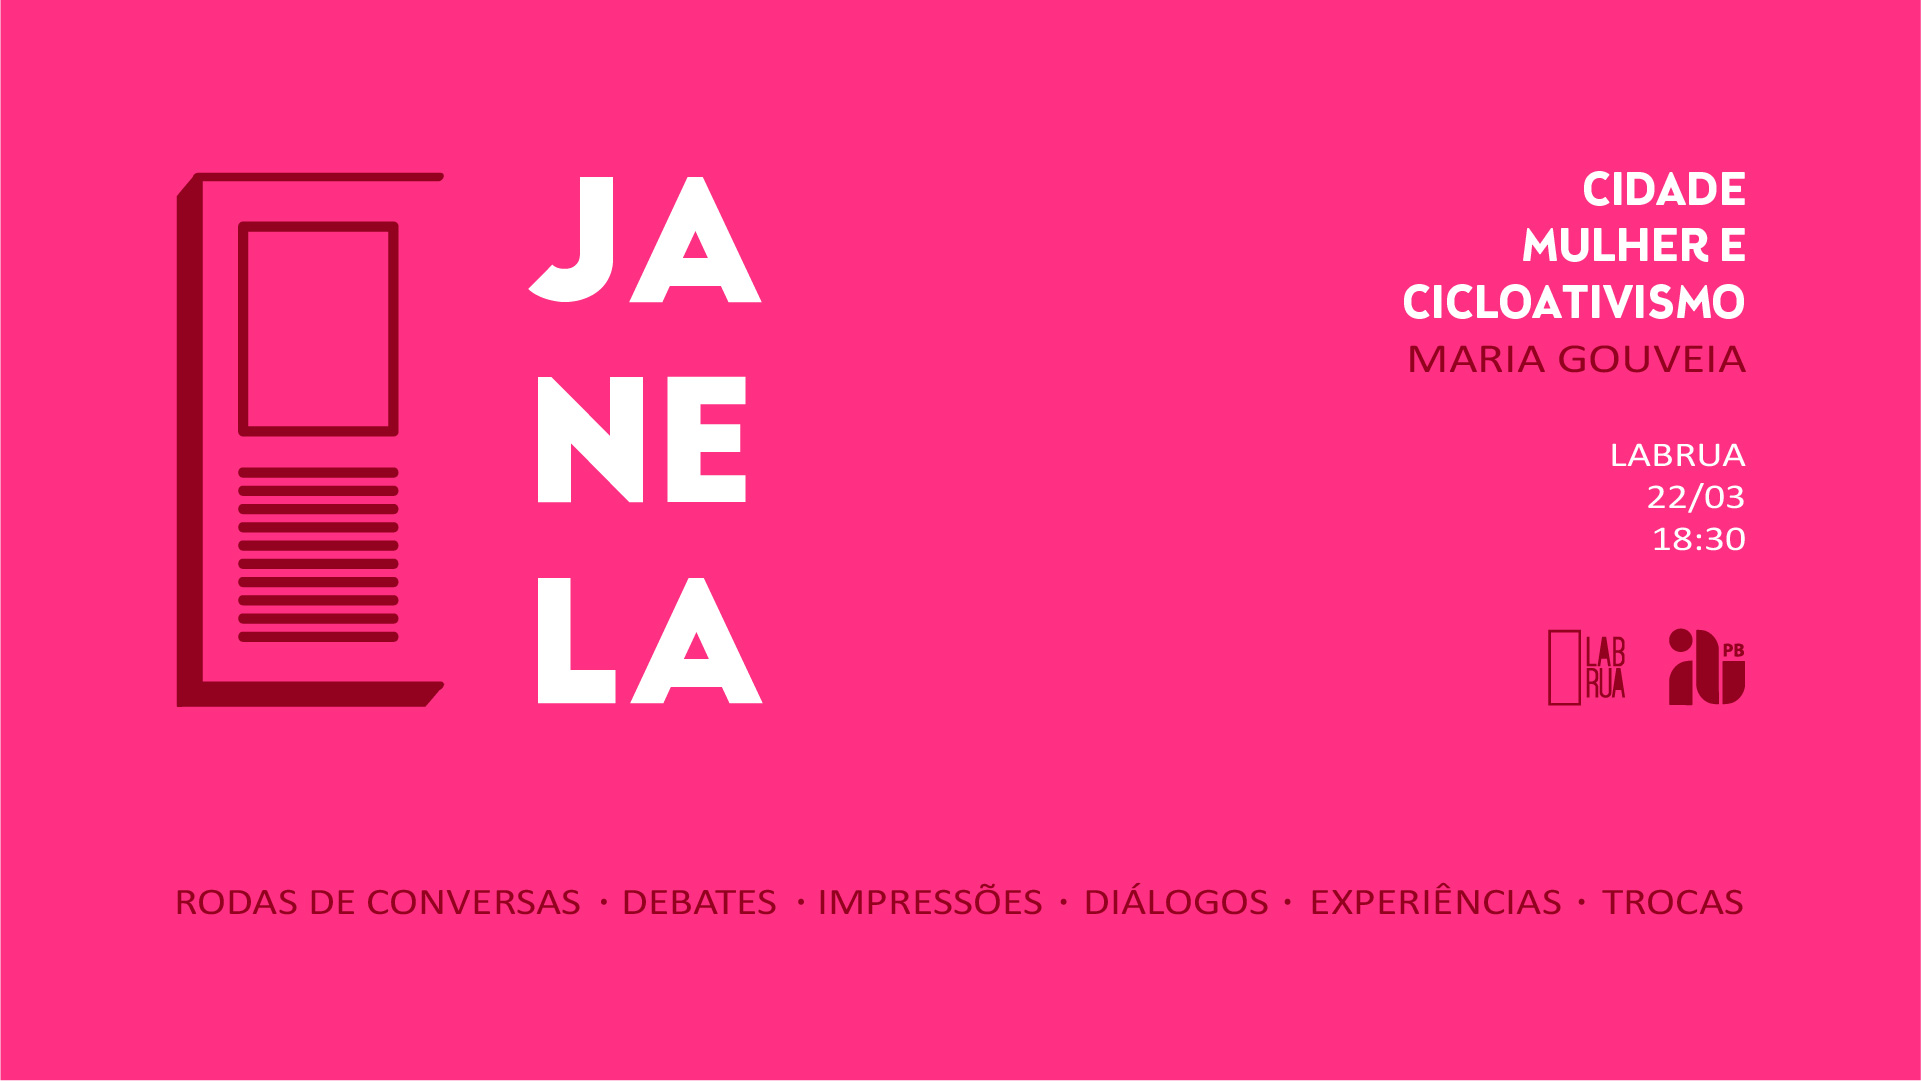 JA
NE
LA
CIDADE
MULHER E
CICLOATIVISMO
MARIA GOUVEIA
LABRUA
22/03
18:30
LAB
RUA
iab PB
RODAS DE CONVERSAS · DEBATES · IMPRESSÕES · DIÁLOGOS · EXPERIÊNCIAS · TROCAS